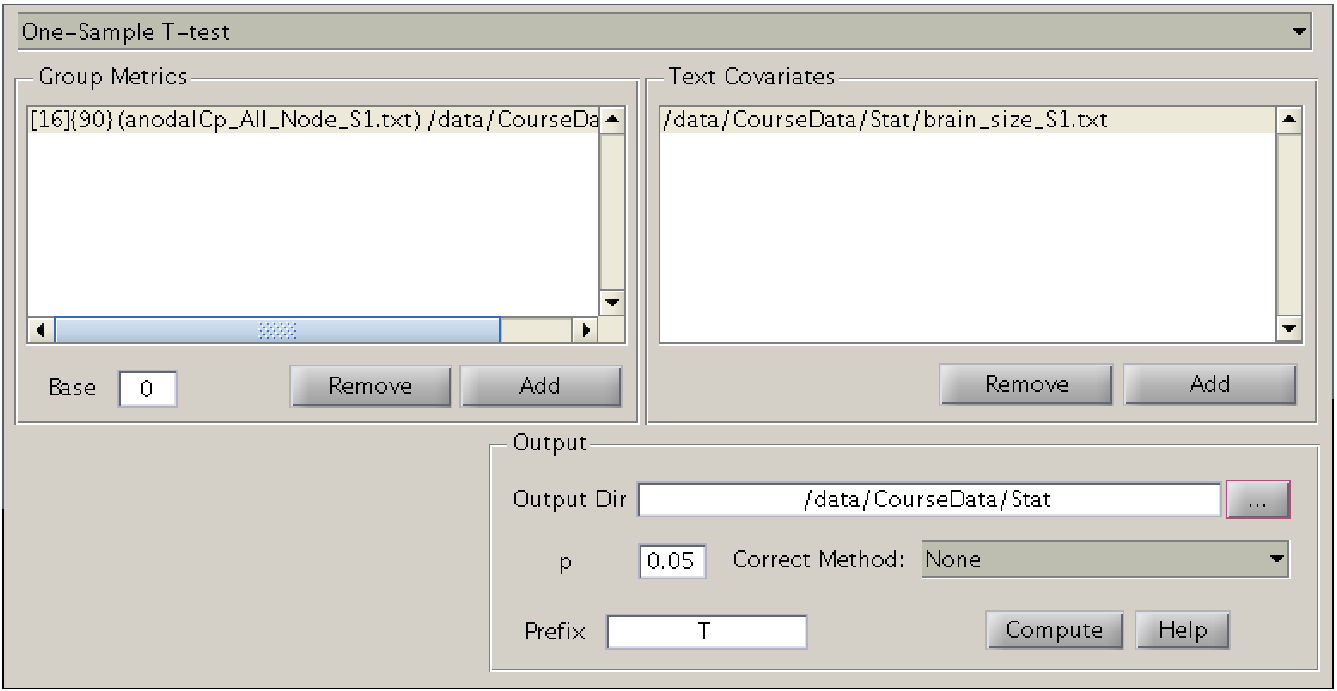 One-Sample T-test
Group Metrics
[16]{90}(anodalCp_All_Node_S1.txt) /data/CourseDa
Base 0 Remove Add
Text Covariates
/data/CourseData/Stat/brain_size_S1.txt
Remove Add
Output
Output Dir /data/CourseData/Stat ...
p 0.05 Correct Method: None
Prefix T Compute Help